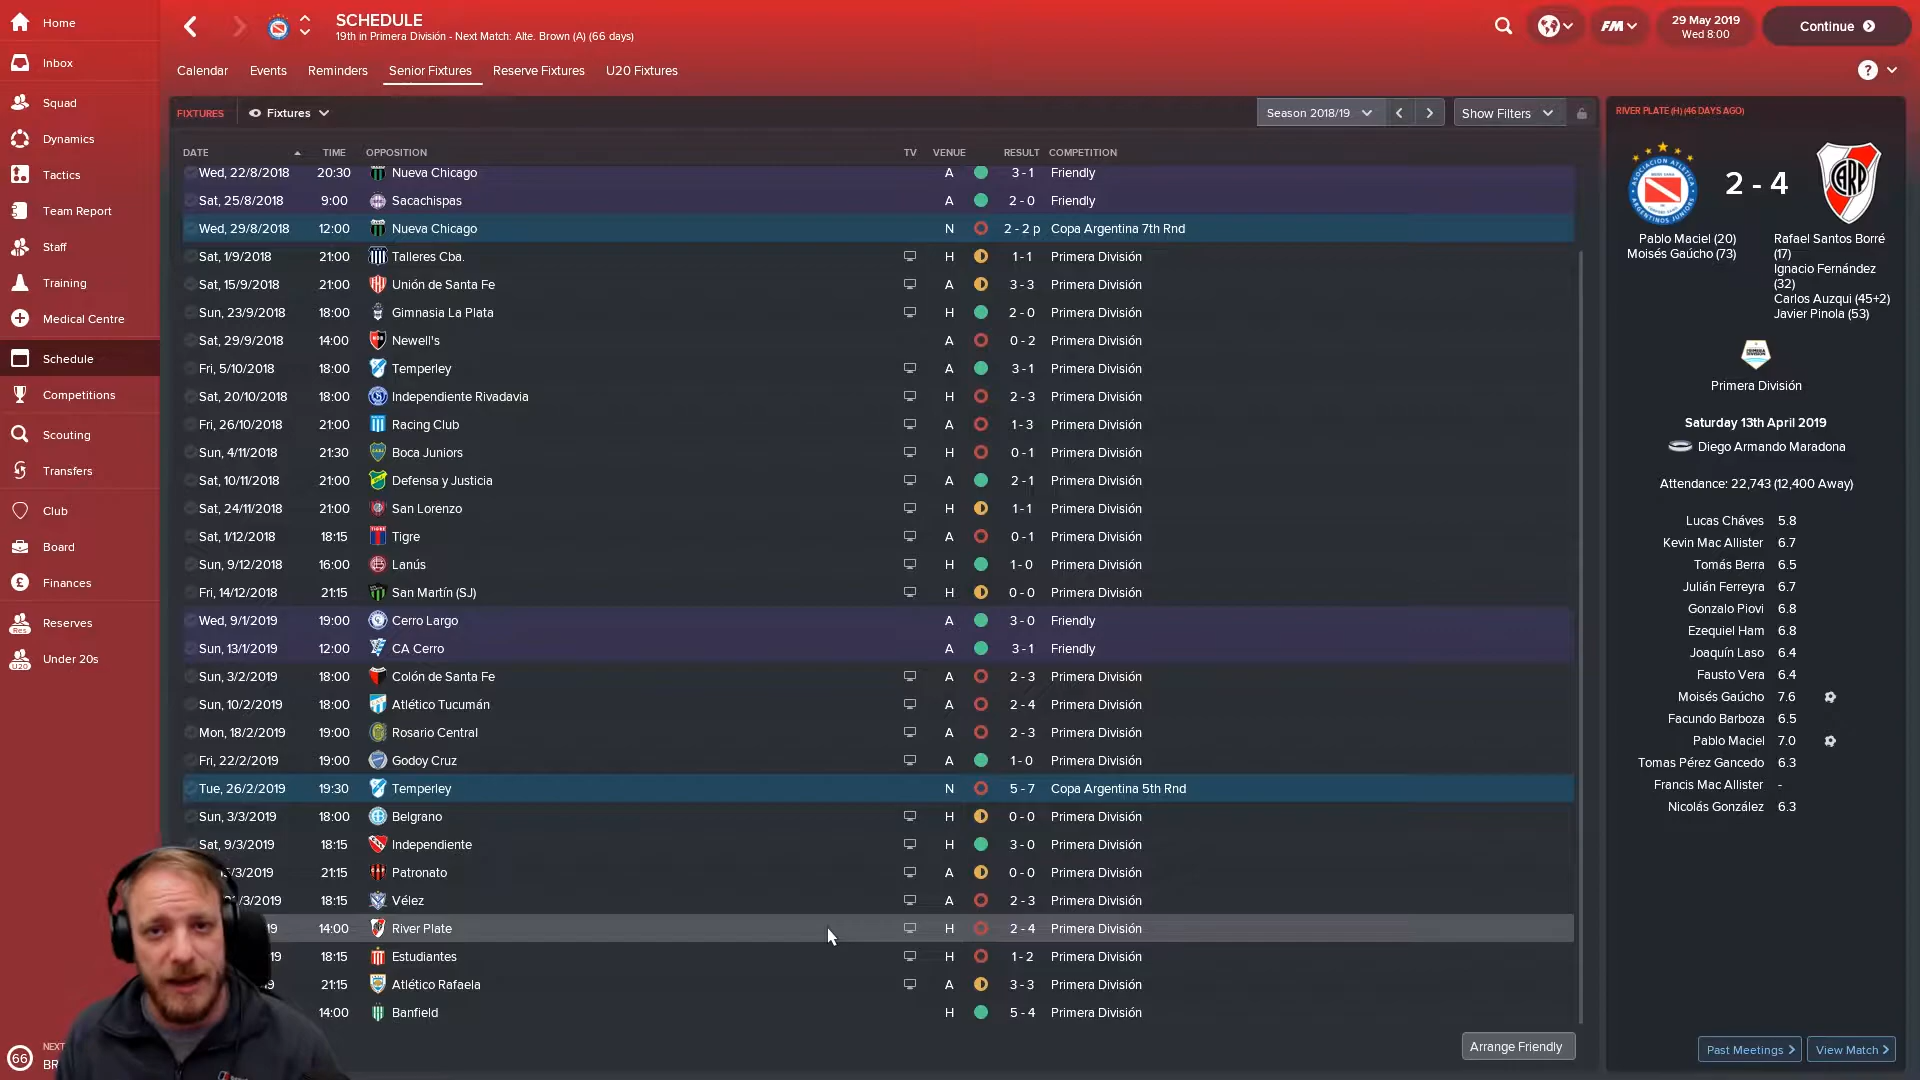 Home
Inbox
Squad
Dynamics
Tactics
Team Report
Staff
Training
Medical Centre
Schedule
Competitions
Scouting
Transfers
Club
Board
Finances
Reserves
Under 20s
66
NEXT
BR
SCHEDULE
19th in Primera División - Next Match: Alte. Brown (A) (66 days)
FM
29 May 2019
Wed 8:00
Continue
Calendar Events Reminders Senior Fixtures Reserve Fixtures U20 Fixtures
?
FIXTURES Fixtures Season 2018/19 Show Filters
DATE TIME OPPOSITION TV VENUE RESULT COMPETITION
Wed, 22/8/2018 20:30 Nueva Chicago A 3 - 1 Friendly
Sat, 25/8/2018 9:00 Sacachispas A 2 - 0 Friendly
Wed, 29/8/2018 12:00 Nueva Chicago N 2 - 2 p Copa Argentina 7th Rnd
Sat, 1/9/2018 21:00 Talleres Cba. H 1 - 1 Primera División
Sat, 15/9/2018 21:00 Unión de Santa Fe A 3 - 3 Primera División
Sun, 23/9/2018 18:00 Gimnasia La Plata H 2 - 0 Primera División
Sat, 29/9/2018 14:00 Newell's A 0 - 2 Primera División
Fri, 5/10/2018 18:00 Temperley A 3 - 1 Primera División
Sat, 20/10/2018 18:00 Independiente Rivadavia H 2 - 3 Primera División
Fri, 26/10/2018 21:00 Racing Club A 1 - 3 Primera División
Sun, 4/11/2018 21:30 Boca Juniors H 0 - 1 Primera División
Sat, 10/11/2018 21:00 Defensa y Justicia A 2 - 1 Primera División
Sat, 24/11/2018 21:00 San Lorenzo H 1 - 1 Primera División
Sat, 1/12/2018 18:15 Tigre A 0 - 1 Primera División
Sun, 9/12/2018 16:00 Lanús H 1 - 0 Primera División
Fri, 14/12/2018 21:15 San Martín (SJ) H 0 - 0 Primera División
Wed, 9/1/2019 19:00 Cerro Largo A 3 - 0 Friendly
Sun, 13/1/2019 12:00 CA Cerro A 3 - 1 Friendly
Sun, 3/2/2019 18:00 Colón de Santa Fe A 2 - 3 Primera División
Sun, 10/2/2019 18:00 Atlético Tucumán A 2 - 4 Primera División
Mon, 18/2/2019 19:00 Rosario Central A 2 - 3 Primera División
Fri, 22/2/2019 19:00 Godoy Cruz A 1 - 0 Primera División
Tue, 26/2/2019 19:30 Temperley N 5 - 7 Copa Argentina 5th Rnd
Sun, 3/3/2019 18:00 Belgrano H 0 - 0 Primera División
Sat, 9/3/2019 18:15 Independiente H 3 - 0 Primera División
/3/2019 21:15 Patronato A 0 - 0 Primera División
/3/2019 18:15 Vélez A 2 - 3 Primera División
19 14:00 River Plate H 2 - 4 Primera División
19 18:15 Estudiantes H 1 - 2 Primera División
19 21:15 Atlético Rafaela A 3 - 3 Primera División
14:00 Banfield H 5 - 4 Primera División
Arrange Friendly
RIVER PLATE (H) (46 DAYS AGO)
2 - 4
Pablo Maciel (20)
Moisés Gaúcho (73)
Rafael Santos Borré
(17)
Ignacio Fernández
(32)
Carlos Auzqui (45+2)
Javier Pinola (53)
Primera División
Saturday 13th April 2019
Diego Armando Maradona
Attendance: 22,743 (12,400 Away)
Lucas Cháves 5.8
Kevin Mac Allister 6.7
Tomás Berra 6.5
Julián Ferreyra 6.7
Gonzalo Piovi 6.8
Ezequiel Ham 6.8
Joaquín Laso 6.4
Fausto Vera 6.4
Moisés Gaúcho 7.6
Facundo Barboza 6.5
Pablo Maciel 7.0
Tomas Pérez Gancedo 6.3
Francis Mac Allister -
Nicolás González 6.3
Past Meetings
View Match